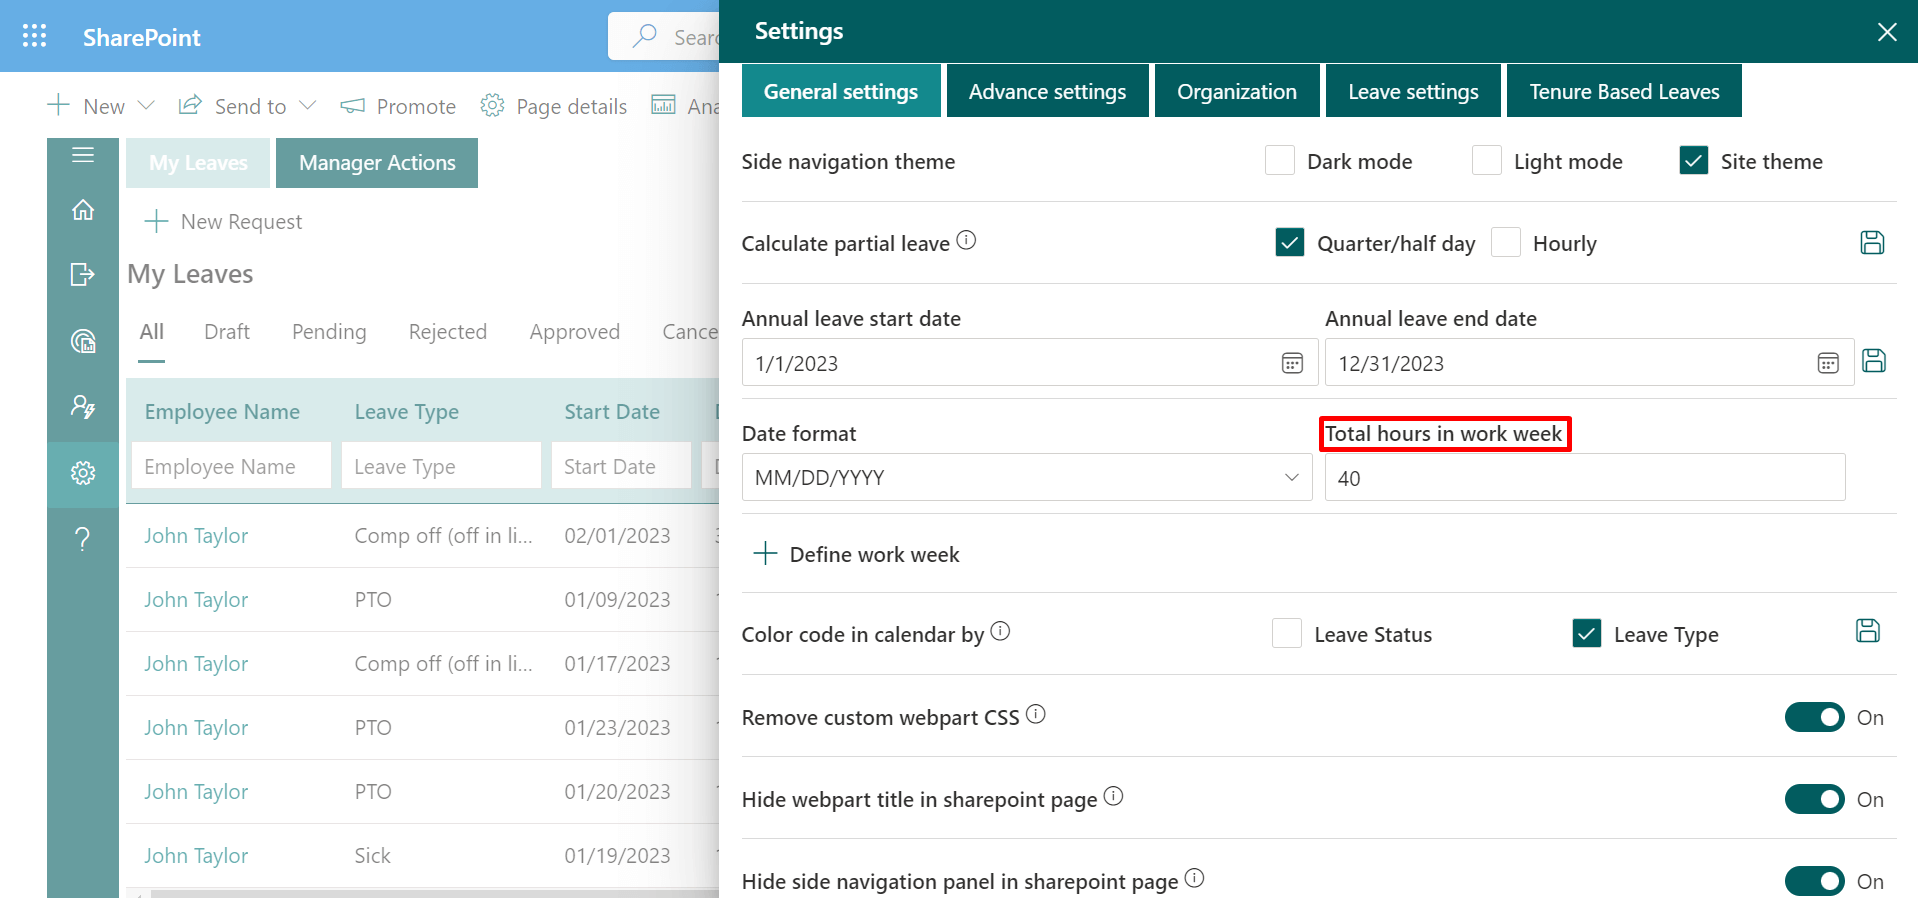 SharePoint
Sear
New
Send to
Promote
Page details
Ana
My Leaves
Manager Actions
New Request
My Leaves
All
Draft
Pending
Rejected
Approved
Cance
Employee Name
Leave Type
Start Date
Employee Name
Leave Type
Start Date
John Taylor
Comp off (off in li...
02/01/2023
John Taylor
PTO
01/09/2023
John Taylor
Comp off (off in li...
01/17/2023
John Taylor
PTO
01/23/2023
John Taylor
PTO
01/20/2023
John Taylor
Sick
01/19/2023
Settings
General settings
Advance settings
Organization
Leave settings
Tenure Based Leaves
Side navigation theme
Dark mode
Light mode
Site theme
Calculate partial leave
Quarter/half day
Hourly
Annual leave start date
Annual leave end date
1/1/2023
12/31/2023
Date format
Total hours in work week
MM/DD/YYYY
40
Define work week
Color code in calendar by
Leave Status
Leave Type
Remove custom webpart CSS
On
Hide webpart title in sharepoint page
On
Hide side navigation panel in sharepoint page
On